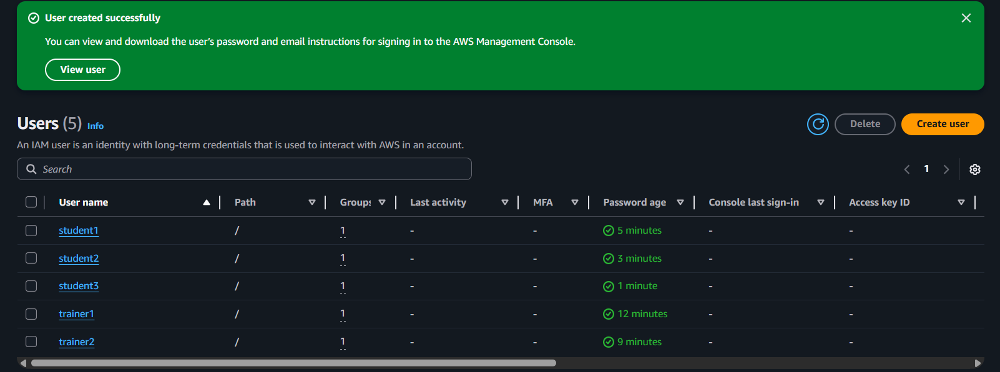 User created successfully
You can view and download the user's password and email instructions for signing in to the AWS Management Console.
View user
Users (5) Info
Delete
Create user
An IAM user is an identity with long-term credentials that is used to interact with AWS in an account.
Search
1
User name Path Groups Last activity MFA Password age Console last sign-in Access key ID
student1 / 1 - - 5 minutes - -
student2 / 1 - - 3 minutes - -
student3 / 1 - - 1 minute - -
trainer1 / 1 - - 12 minutes - -
trainer2 / 1 - - 9 minutes - -